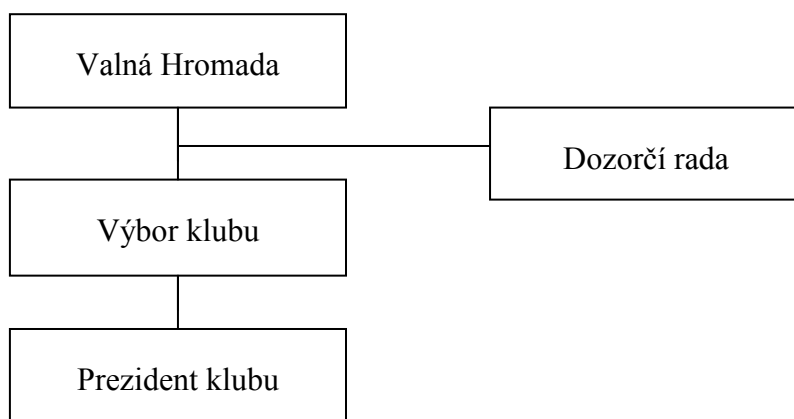 Valná Hromada
Dozorčí rada
Výbor klubu
Prezident klubu